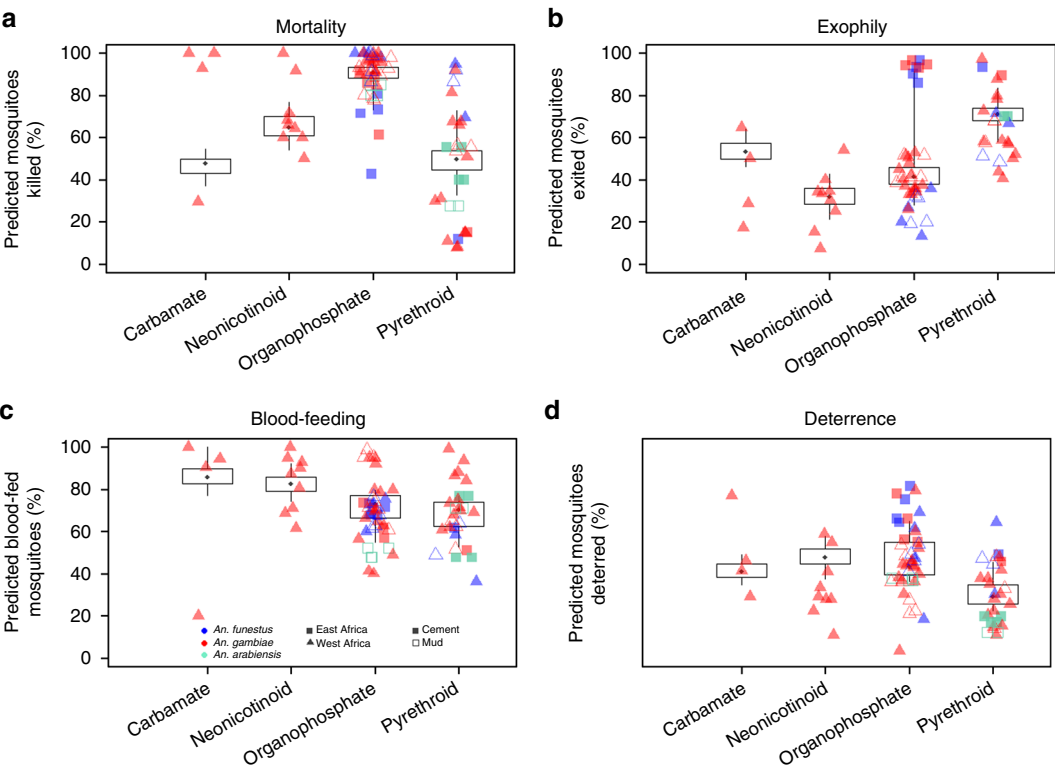 a
Mortality
Predicted mosquitoes
killed (%)
100
80
60
40
20
0
Carbamate
Neonicotinoid
Organophosphate
Pyrethroid
b
Exophily
Predicted mosquitoes
exited (%)
100
80
60
40
20
0
Carbamate
Neonicotinoid
Organophosphate
Pyrethroid
c
Blood-feeding
Predicted blood-fed
mosquitoes (%)
100
80
60
40
20
0
An. funestus
An. gambiae
An. arabiensis
East Africa
West Africa
Cement
Mud
Carbamate
Neonicotinoid
Organophosphate
Pyrethroid
d
Deterrence
Predicted mosquitoes
deterred (%)
Carbamate
Neonicotinoid
Organophosphate
Pyrethroid